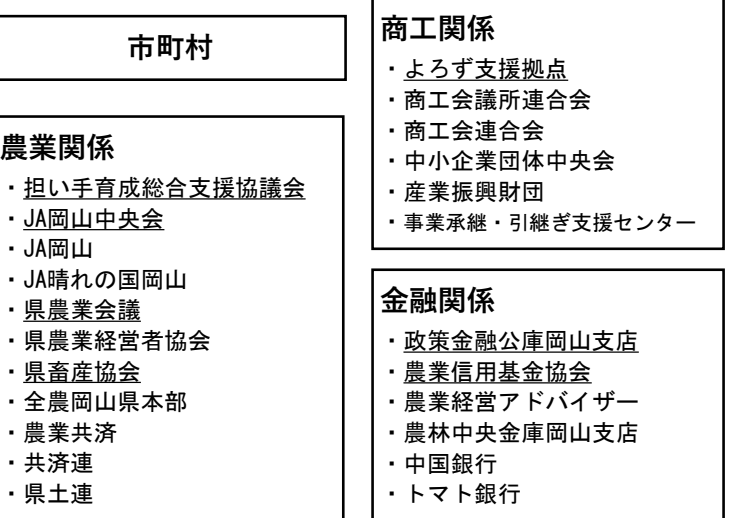 市町村
農業関係
・担い手育成総合支援協議会
・JA岡山中央会
・JA岡山
・JA晴れの国岡山
・県農業会議
・県農業経営者協会
・県畜産協会
・全農岡山県本部
・農業共済
・共済連
・県土連
商工関係
・よろず支援拠点
・商工会議所連合会
・商工会連合会
・中小企業団体中央会
・産業振興財団
・事業承継・引継ぎ支援センター
金融関係
・政策金融公庫岡山支店
・農業信用基金協会
・農業経営アドバイザー
・農林中央金庫岡山支店
・中国銀行
・トマト銀行